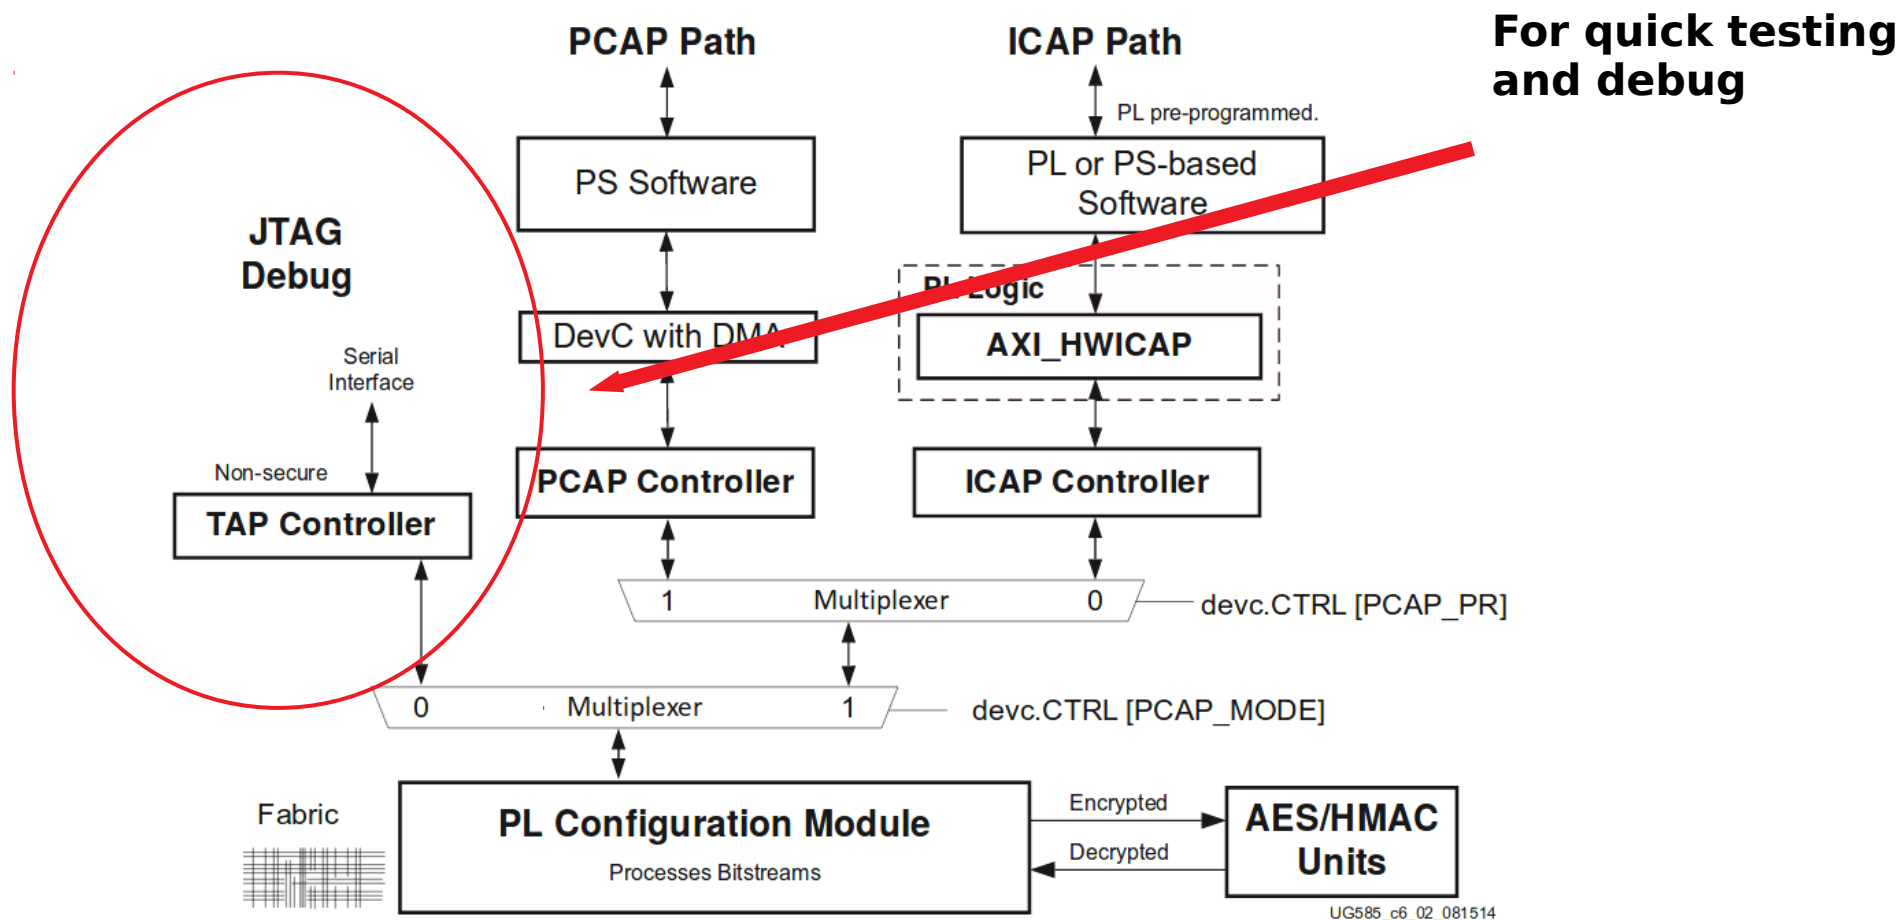 PCAP Path
ICAP Path
For quick testing
and debug
PL pre-programmed.
PS Software
PL or PS-based
Software
JTAG
Debug
PL Logic
DevC with DMA
AXI_HWICAP
Serial
Interface
Non-secure
TAP Controller
PCAP Controller
ICAP Controller
1 Multiplexer 0
devc.CTRL [PCAP_PR]
0 Multiplexer 1
devc.CTRL [PCAP_MODE]
Fabric
PL Configuration Module
Processes Bitstreams
Encrypted
Decrypted
AES/HMAC
Units
UG585_c6_02_081514